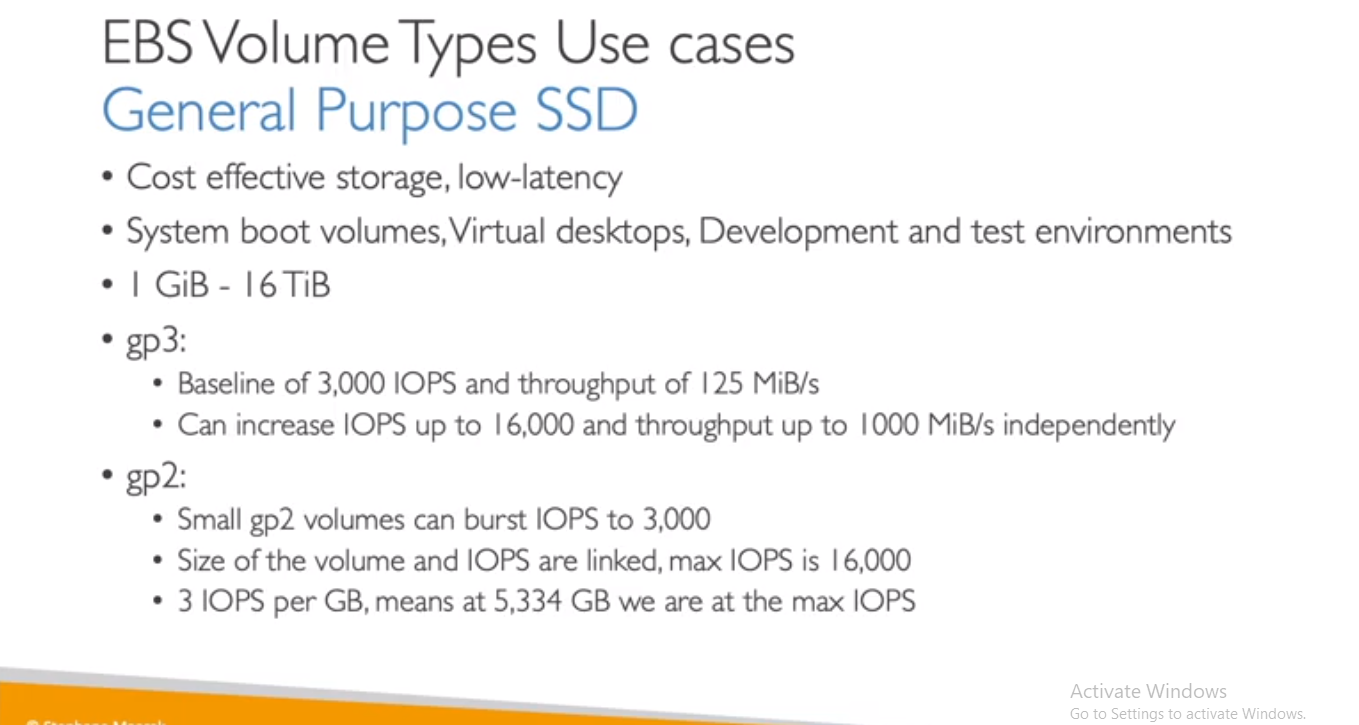 EBS Volume Types Use cases
General Purpose SSD
• Cost effective storage, low-latency
• System boot volumes, Virtual desktops, Development and test environments
• 1 GiB - 16 TiB
• gp3:
• Baseline of 3,000 IOPS and throughput of 125 MiB/s
• Can increase IOPS up to 16,000 and throughput up to 1000 MiB/s independently
• gp2:
• Small gp2 volumes can burst IOPS to 3,000
• Size of the volume and IOPS are linked, max IOPS is 16,000
• 3 IOPS per GB, means at 5,334 GB we are at the max IOPS
Activate Windows
Go to Settings to activate Windows.